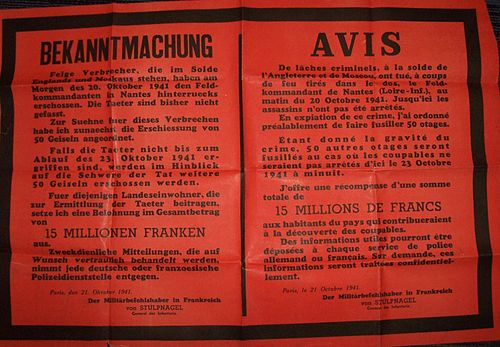 BEKANNTMACHUNG
Feige Verbrecher, die im Solde
Englands und Moskaus stehen, haben am
Morgen des 20. Oktober 1941 den Feld-
kommandanten in Nantes hinterruecks
erschossen. Die Taeter sind bisher nicht
gefasst.
Zur Suehne fuer dieses Verbrechen
habe ich zunaechst die Erschiessung von
50 Geiseln angeordnet.
Falls die Taeter nicht bis zum
Ablauf des 23. Oktober 1941 er-
griffen sind, werden im Hinblick
auf die Schwere der Tat weitere
50 Geiseln erschossen werden.
Fuer diejenigen Landeseinwohner, die
zur Ermittlung der Taeter beitragen,
setze ich eine Belohnung im Gesamtbetrag
von
15 MILLIONEN FRANKEN
aus.
Zweckdienliche Mitteilungen, die auf
Wunsch vertraulich behandelt werden,
nimmt jede deutsche oder franzoesische
Polizeidienststelle entgegen.
Paris, den 21. Oktober 1941.
Der Militärbefehlshaber in Frankreich
von STÜLPNAGEL
General der Infanterie
AVIS
De lâches criminels, à la solde de
l'Angleterre et de Moscou, ont tué, à coups
de feu tirés dans le dos, le Feld-
kommandant de Nantes (Loire-Inf.), au
matin du 20 Octobre 1941. Jusqu'ici les
assassins n'ont pas été arrêtés.
En expiation de ce crime, j'ai ordonné
préalablement de faire fusiller 50 otages.
Étant donné la gravité du
crime, 50 autres otages seront
fusillés au cas où les coupables ne
seraient pas arrêtés d'ici le 23 Octobre
1941 à minuit.
J'offre une récompense d'une somme
totale de
15 MILLIONS DE FRANCS
aux habitants du pays qui contribueraient
à la découverte des coupables.
Des informations utiles pourront être
déposées à chaque service de police
allemand ou français. Sur demande, ces
informations seront traitées confidentiel-
lement.
Paris, le 21 Octobre 1941.
Der Militärbefehlshaber in Frankreich
von STÜLPNAGEL
General der Infanterie